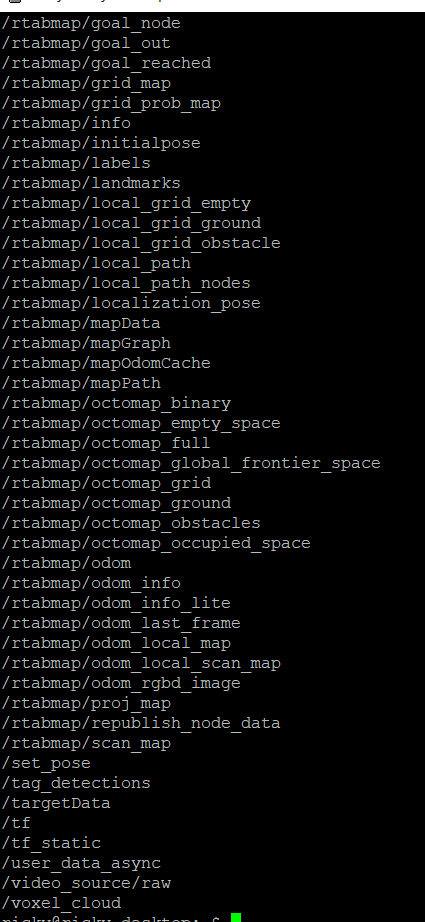 /rtabmap/goal_node
/rtabmap/goal_out
/rtabmap/goal_reached
/rtabmap/grid_map
/rtabmap/grid_prob_map
/rtabmap/info
/rtabmap/initialpose
/rtabmap/labels
/rtabmap/landmarks
/rtabmap/local_grid_empty
/rtabmap/local_grid_ground
/rtabmap/local_grid_obstacle
/rtabmap/local_path
/rtabmap/local_path_nodes
/rtabmap/localization_pose
/rtabmap/mapData
/rtabmap/mapGraph
/rtabmap/mapOdomCache
/rtabmap/mapPath
/rtabmap/octomap_binary
/rtabmap/octomap_empty_space
/rtabmap/octomap_full
/rtabmap/octomap_global_frontier_space
/rtabmap/octomap_grid
/rtabmap/octomap_ground
/rtabmap/octomap_obstacles
/rtabmap/octomap_occupied_space
/rtabmap/odom
/rtabmap/odom_info
/rtabmap/odom_info_lite
/rtabmap/odom_last_frame
/rtabmap/odom_local_map
/rtabmap/odom_local_scan_map
/rtabmap/odom_rgbd_image
/rtabmap/proj_map
/rtabmap/republish_node_data
/rtabmap/scan_map
/set_pose
/tag_detections
/targetData
/tf
/tf_static
/user_data_async
/video_source/raw
/voxel_cloud